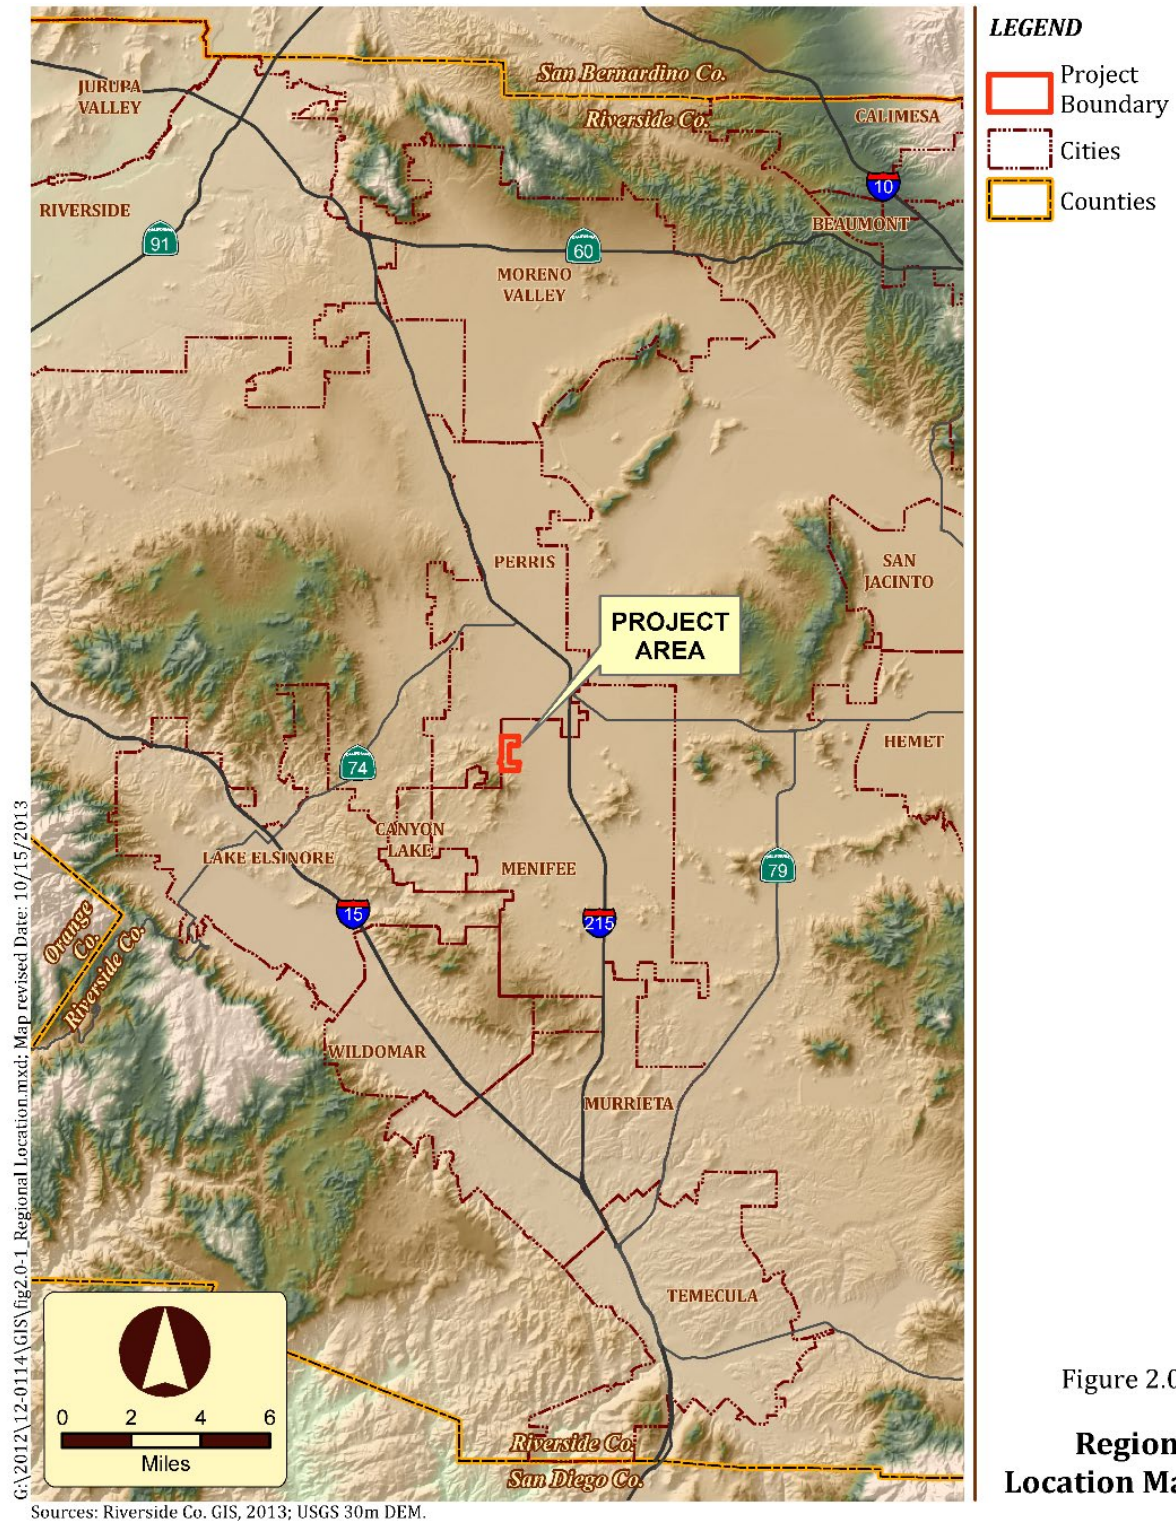 LEGEND
Project
Boundary
Cities
Counties
San Bernardino Co.
Riverside Co.
JURUPA
VALLEY
CALIMESA
10
RIVERSIDE
BEAUMONT
CALIFORNIA
91
CALIFORNIA
60
MORENO
VALLEY
PERRIS
SAN
JACINTO
PROJECT
AREA
HEMET
CALIFORNIA
74
CANYON
LAKE
LAKE ELSINORE
MENIFEE
CALIFORNIA
79
15
215
Orange
Co.
Riverside Co.
WILDOMAR
MURRIETA
TEMECULA
0 2 4 6
Miles
Riverside Co.
San Diego Co.
G:\2012\12-0114\GIS\fig2.0-1_Regional Location.mxd; Map revised Date: 10/15/2013
Sources: Riverside Co. GIS, 2013; USGS 30m DEM.
Figure 2.0
Region
Location Ma